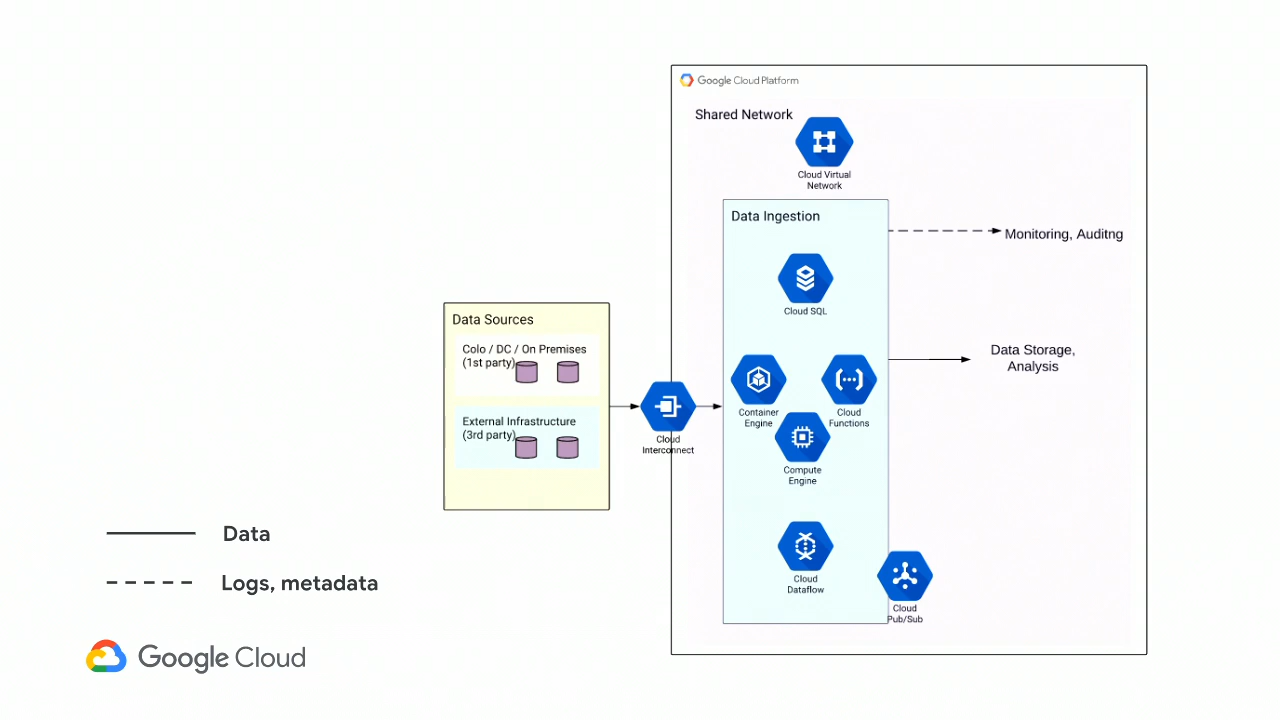 Google Cloud Platform
Shared Network
Cloud Virtual
Network
Data Ingestion
Monitoring, Auditng
Cloud SQL
Data Sources
Colo / DC / On Premises
(1st party)
Data Storage,
Analysis
Container
Engine
Cloud
Functions
External Infrastructure
(3rd party)
Cloud
Interconnect
Compute
Engine
Cloud
Dataflow
Cloud
Pub/Sub
Data
Logs, metadata
Google Cloud